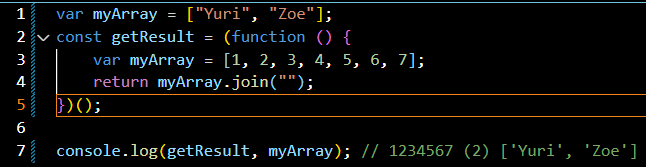 1 var myArray = ["Yuri", "Zoe"];
2 const getResult = (function () {
3     var myArray = [1, 2, 3, 4, 5, 6, 7];
4     return myArray.join("");
5 })();
6
7 console.log(getResult, myArray); // 1234567 (2) ['Yuri', 'Zoe']